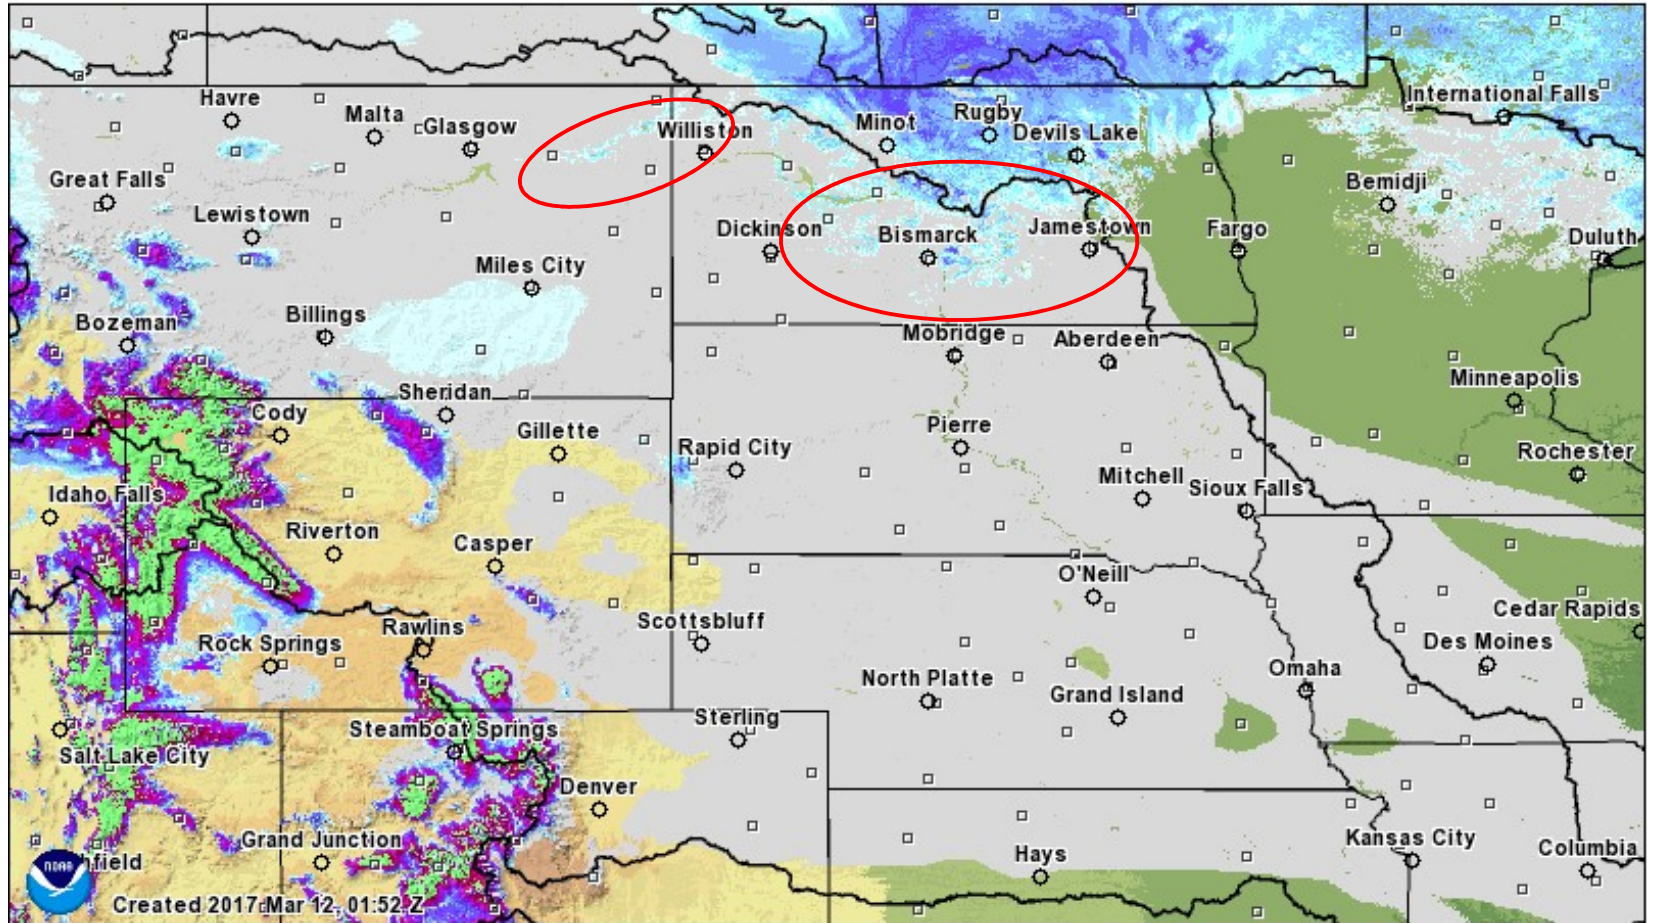 Havre
Malta
Glasgow
Williston
Minot
Rugby
Devils Lake
International Falls
Great Falls
Lewistown
Dickinson
Bismarck
Jamestown
Fargo
Bemidji
Duluth
Miles City
Bozeman
Billings
Mobridge
Aberdeen
Minneapolis
Sheridan
Cody
Gillette
Rapid City
Pierre
Mitchell
Sioux Falls
Rochester
Idaho Falls
Riverton
Casper
O'Neill
Scottsbluff
Cedar Rapids
Rock Springs
Rawlins
Des Moines
North Platte
Grand Island
Omaha
Salt Lake City
Steamboat Springs
Sterling
Denver
Grand Junction
Hays
Kansas City
Columbia
NOAA
hfield
Created 2017 Mar 12, 01:52 Z